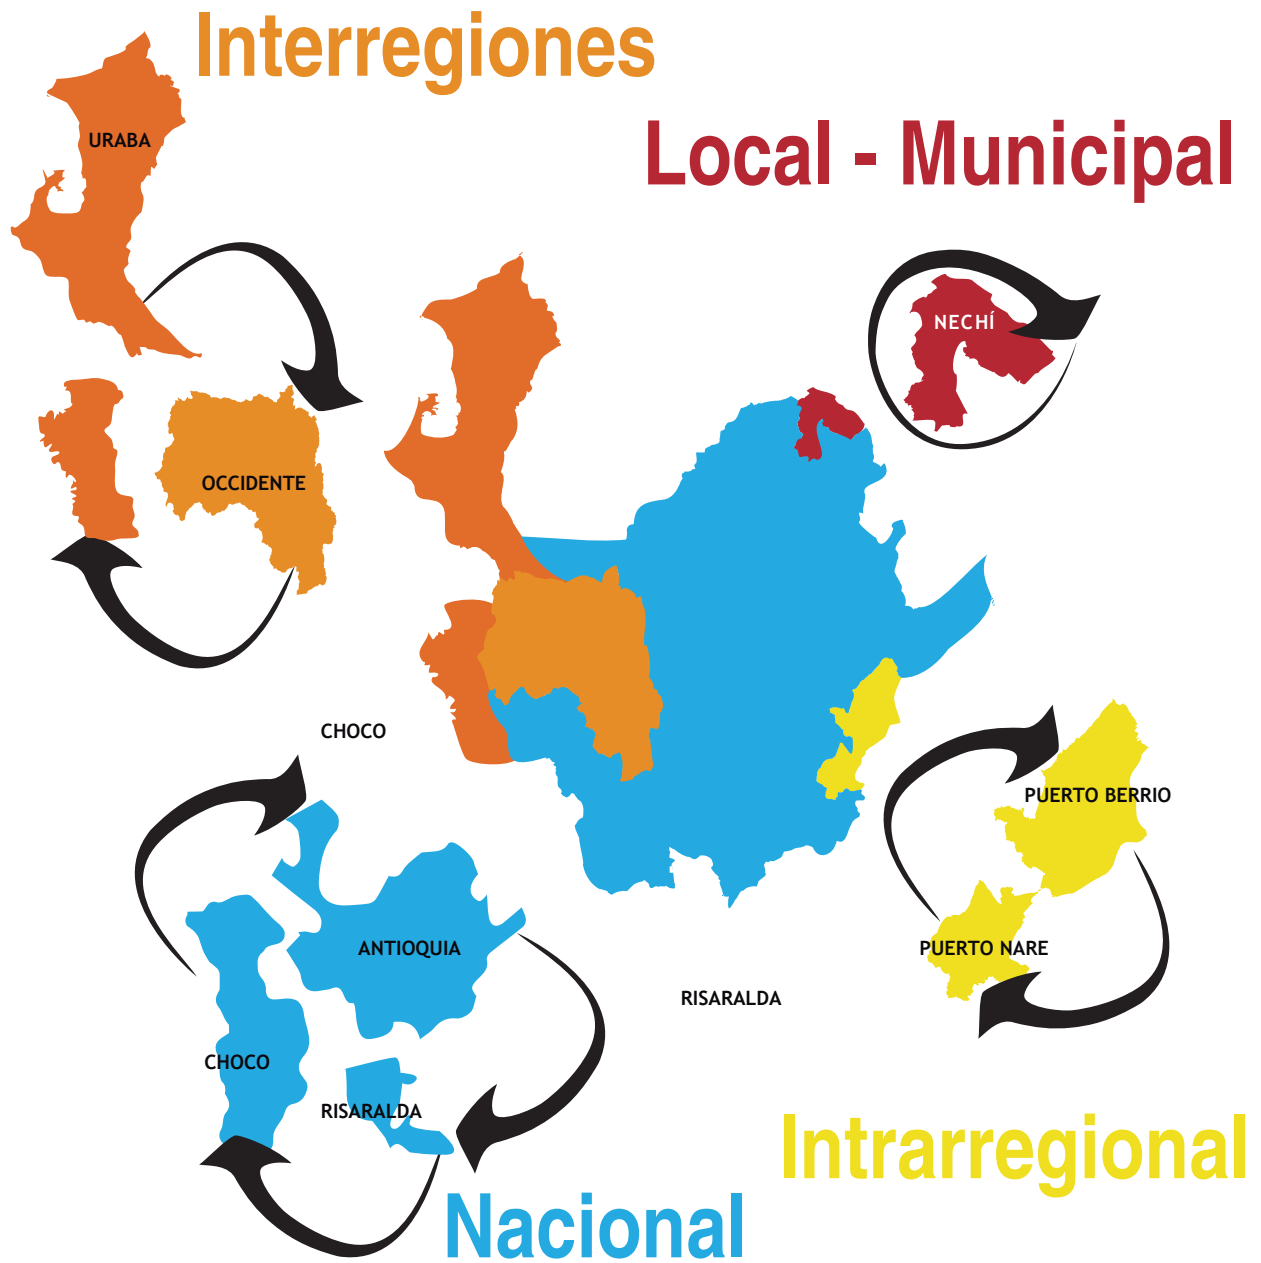 Interregiones
URABA
Local - Municipal
NECHÍ
OCCIDENTE
CHOCO
PUERTO BERRIO
ANTIOQUIA
PUERTO NARE
RISARALDA
CHOCO
RISARALDA
Intrarregional
Nacional